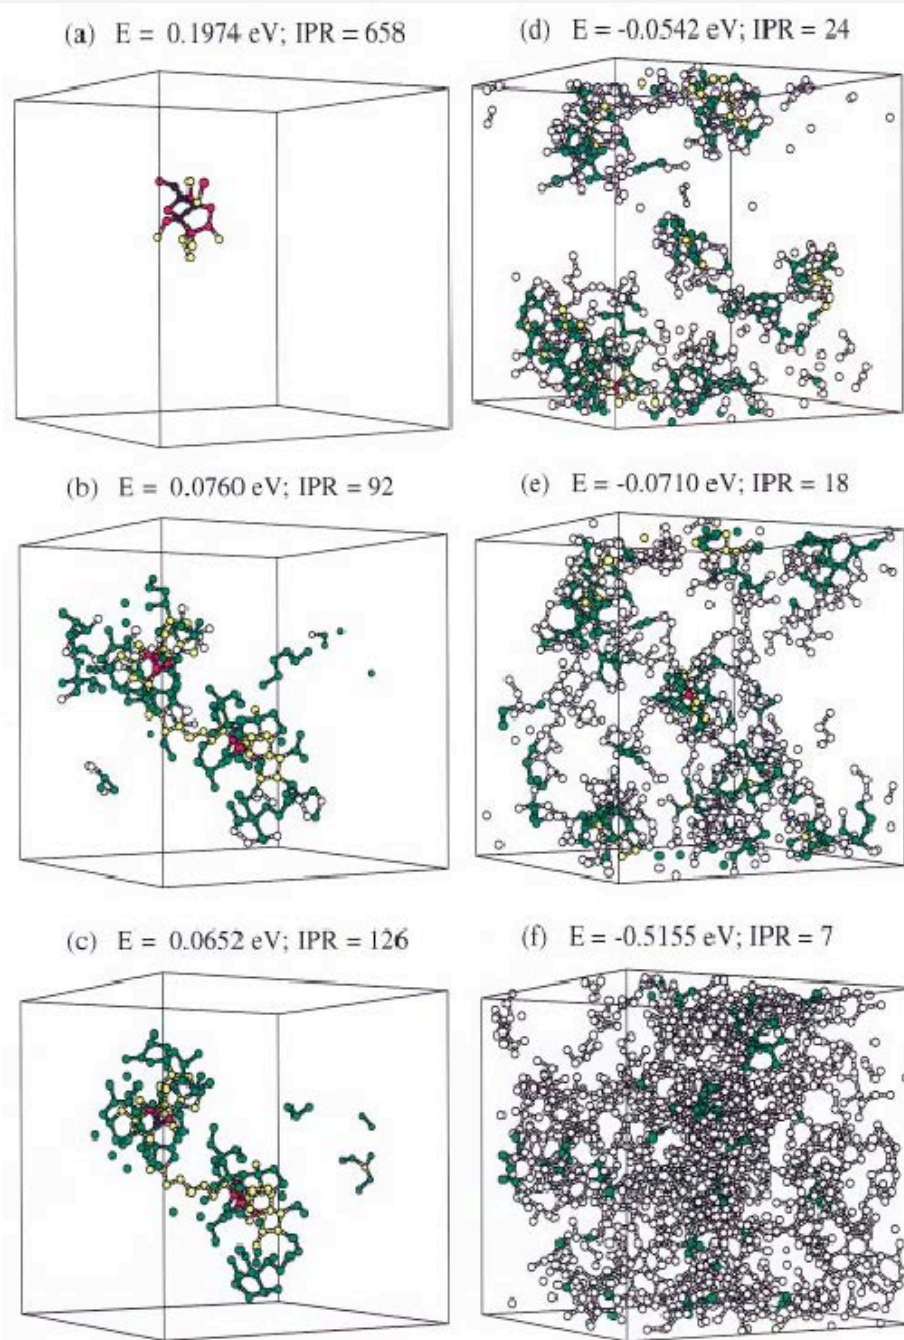 (a) E = 0.1974 eV; IPR = 658
(d) E = -0.0542 eV; IPR = 24
(b) E = 0.0760 eV; IPR = 92
(e) E = -0.0710 eV; IPR = 18
(c) E = 0.0652 eV; IPR = 126
(f) E = -0.5155 eV; IPR = 7